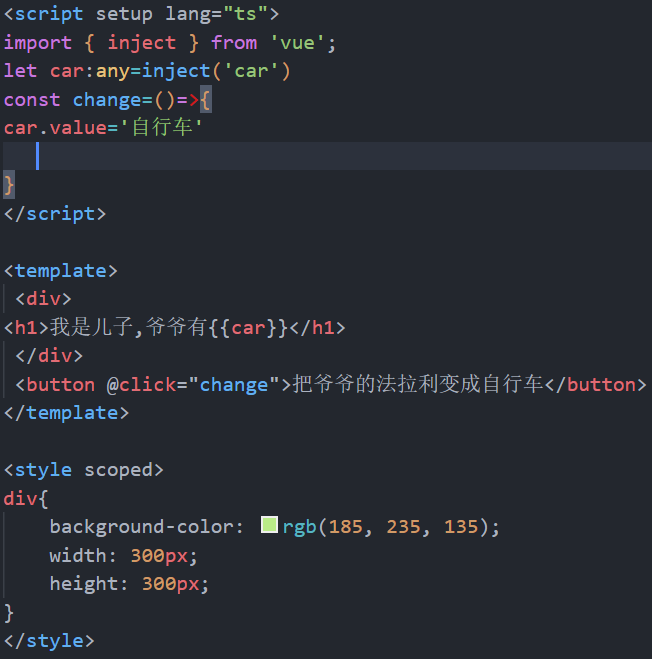 <script setup lang="ts">
import { inject } from 'vue';
let car:any=inject('car')
const change=()=>{
car.value='自行车'
}
</script>
<template>
<div>
<h1>我是儿子,爷爷有{{car}}</h1>
</div>
<button @click="change">把爷爷的法拉利变成自行车</button>
</template>
<style scoped>
div{
background-color: rgb(185, 235, 135);
width: 300px;
height: 300px;
}
</style>